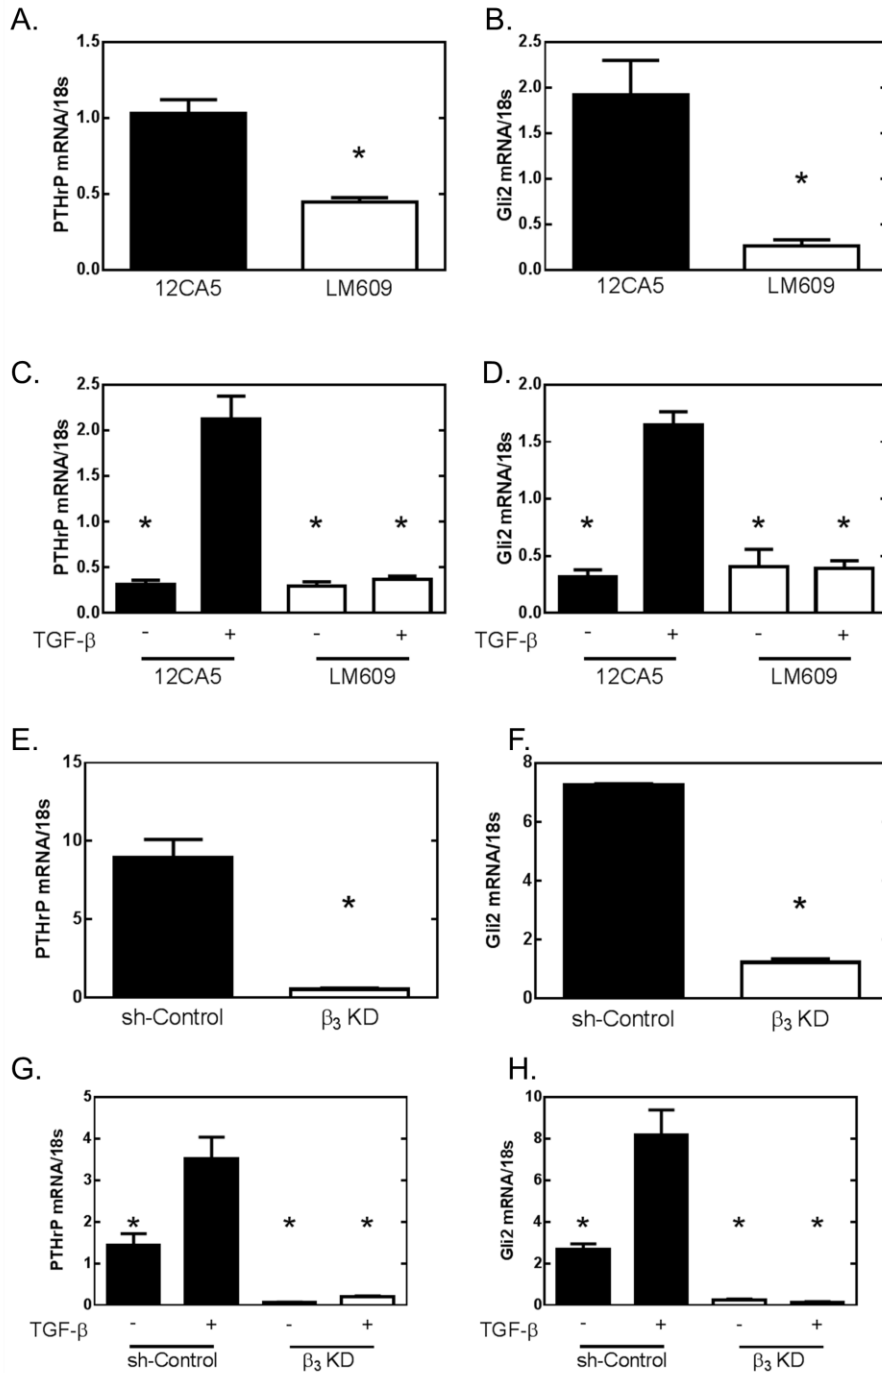 A.
PTHrP mRNA/18s
1.5
1.0
0.5
0.0
*
12CA5 LM609
B.
Gli2 mRNA/18s
2.5
2.0
1.5
1.0
0.5
0.0
*
12CA5 LM609
C.
PTHrP mRNA/18s
2.5
2.0
1.5
1.0
0.5
0.0
* * *
TGF-β - + - +
12CA5 LM609
D.
Gli2 mRNA/18s
2.0
1.5
1.0
0.5
0.0
* * *
TGF-β - + - +
12CA5 LM609
E.
PTHrP mRNA/18s
15
10
5
0
*
sh-Control β3 KD
F.
Gli2 mRNA/18s
8
6
4
2
0
*
sh-Control β3 KD
G.
PTHrP mRNA/18s
5
4
3
2
1
0
* * *
TGF-β - + - +
sh-Control β3 KD
H.
Gli2 mRNA/18s
10
8
6
4
2
0
* * *
TGF-β - + - +
sh-Control β3 KD